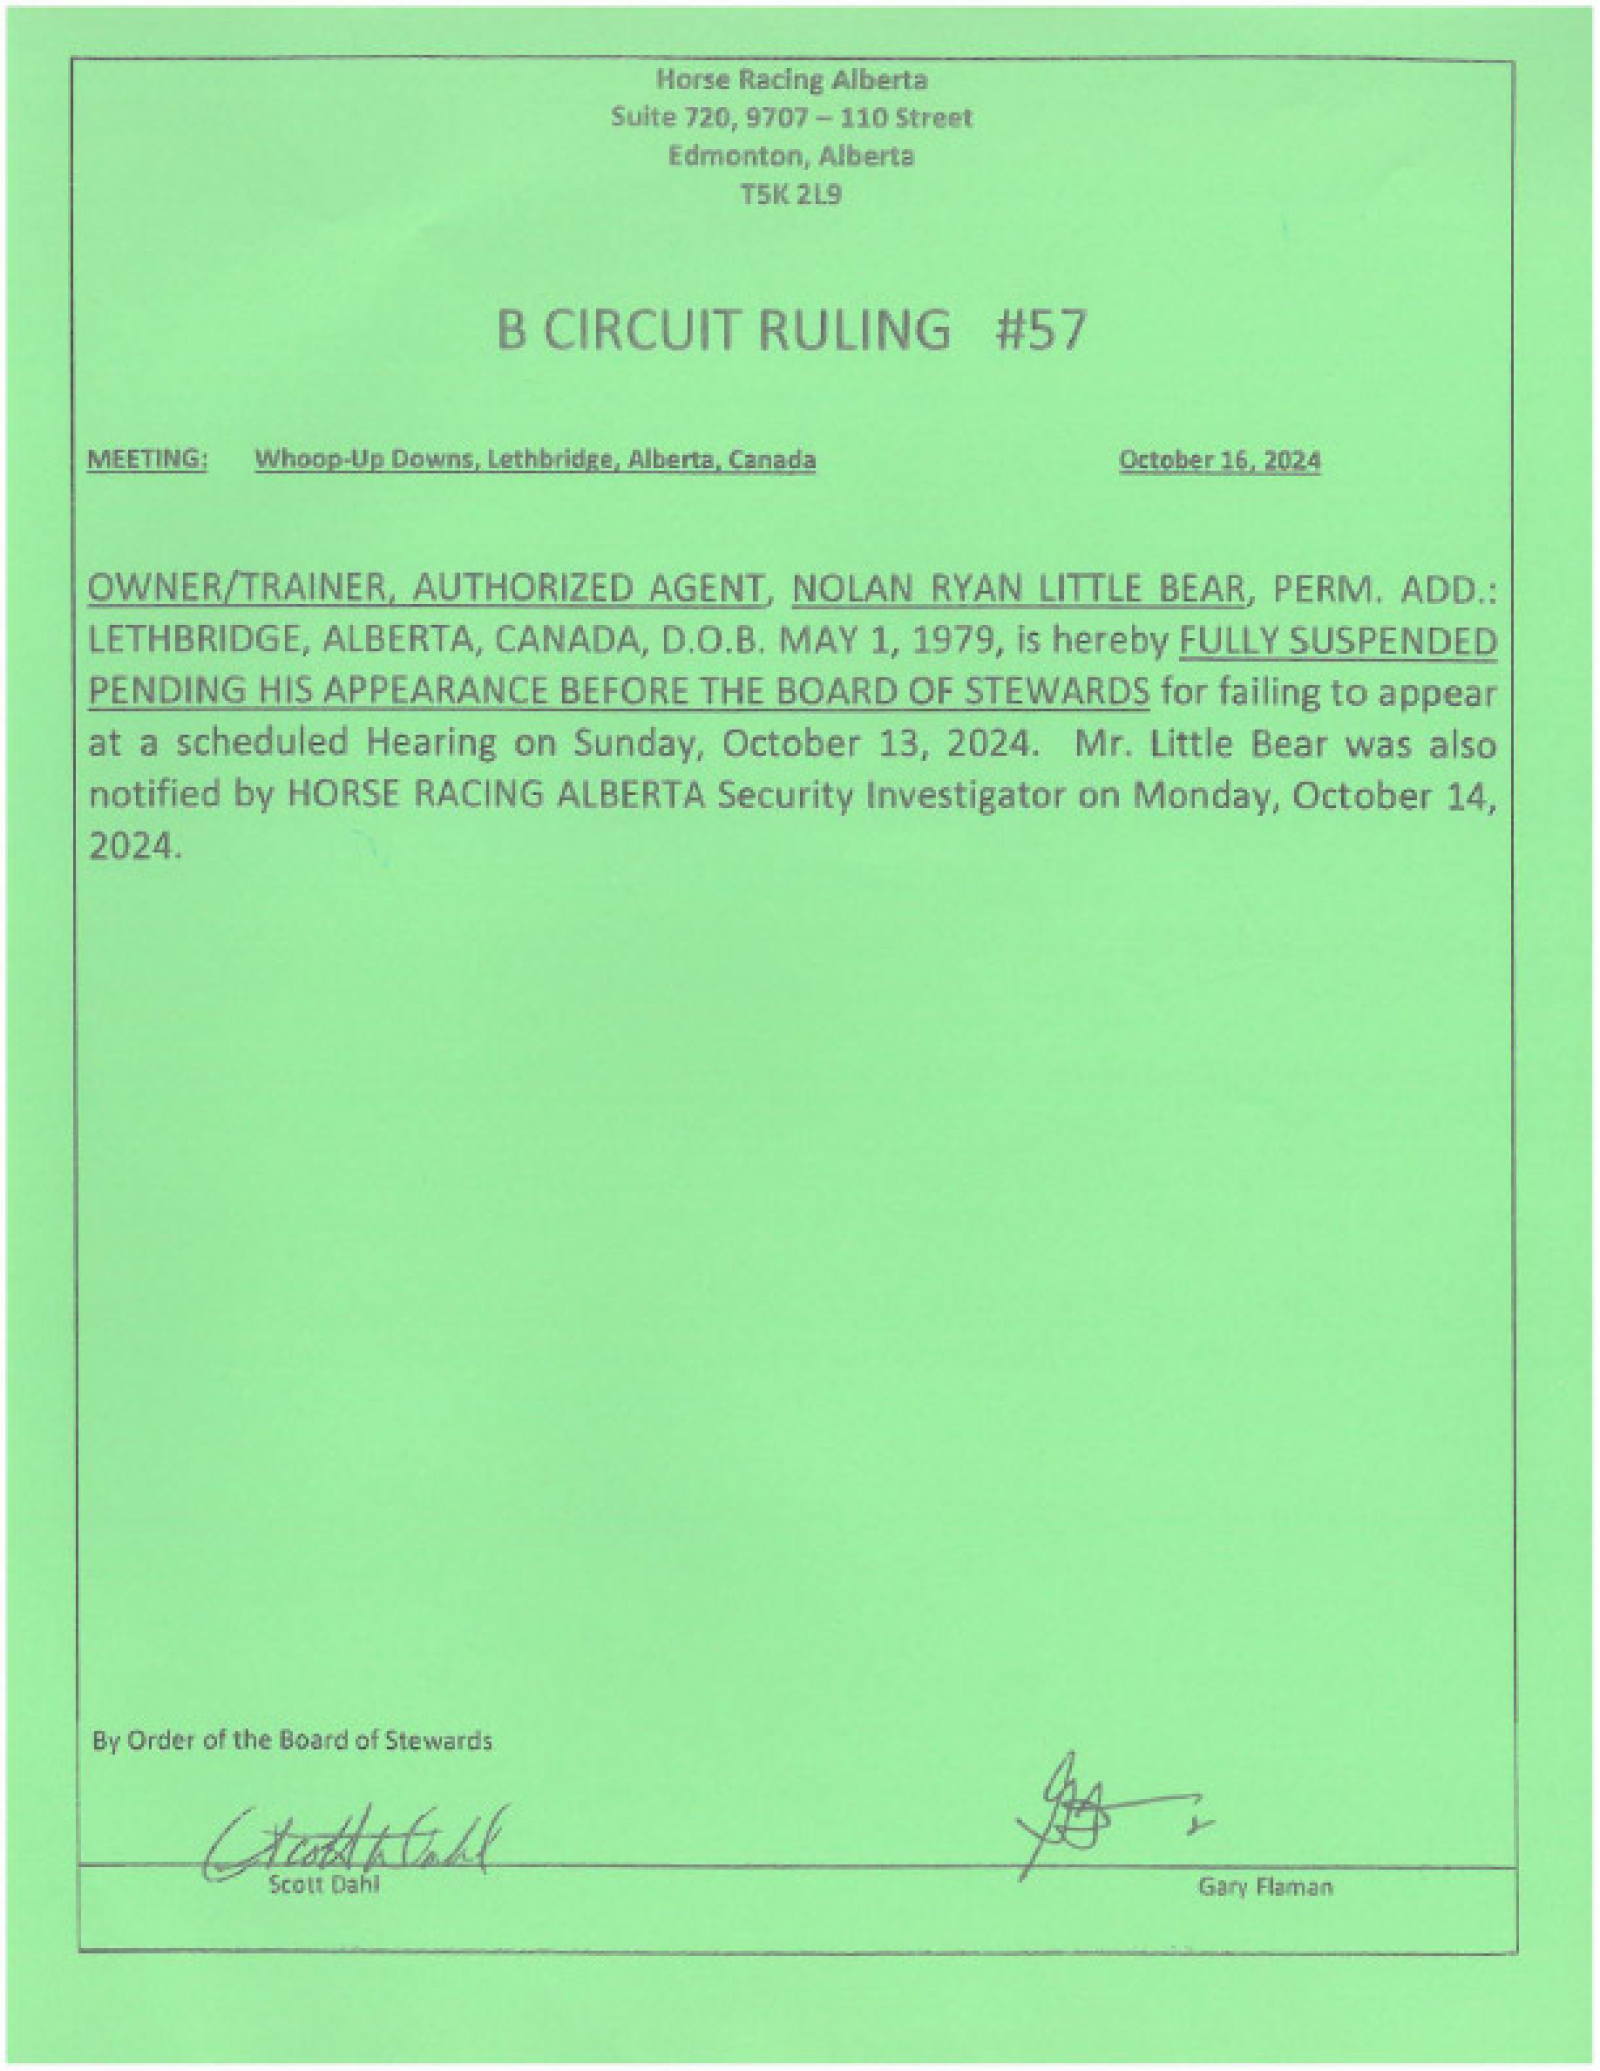 Horse Racing Alberta
Suite 720, 9707 – 110 Street
Edmonton, Alberta
T5K 2L9
B CIRCUIT RULING #57
MEETING: Whoop-Up Downs, Lethbridge, Alberta, Canada October 16, 2024
OWNER/TRAINER, AUTHORIZED AGENT, NOLAN RYAN LITTLE BEAR, PERM. ADD.:
LETHBRIDGE, ALBERTA, CANADA, D.O.B. MAY 1, 1979, is hereby FULLY SUSPENDED
PENDING HIS APPEARANCE BEFORE THE BOARD OF STEWARDS for failing to appear
at a scheduled Hearing on Sunday, October 13, 2024. Mr. Little Bear was also
notified by HORSE RACING ALBERTA Security Investigator on Monday, October 14,
2024.
By Order of the Board of Stewards
Scott Dahl
Scott Dahl Gary Flaman